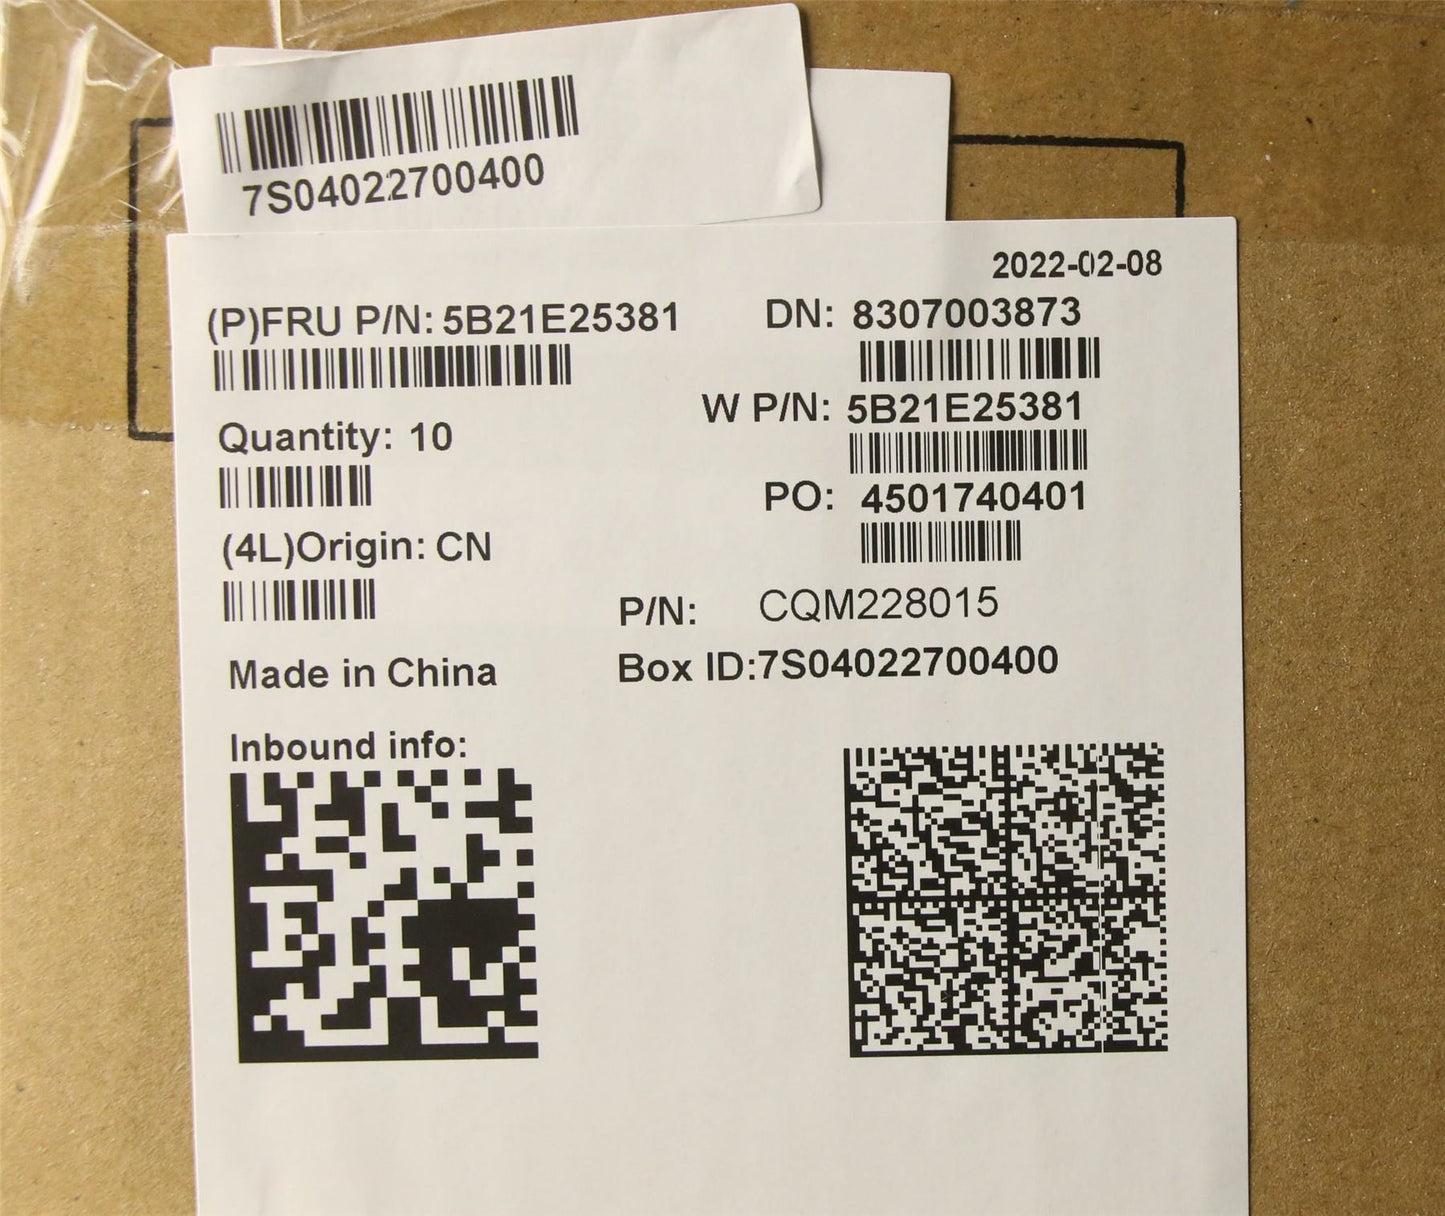 7S04022700400
2022-02-08
(P)FRU P/N: 5B21E25381
DN: 8307003873
W P/N: 5B21E25381
Quantity: 10
PO: 4501740401
(4L)Origin: CN
P/N: CQM228015
Made in China
Box ID:7S04022700400
Inbound info: